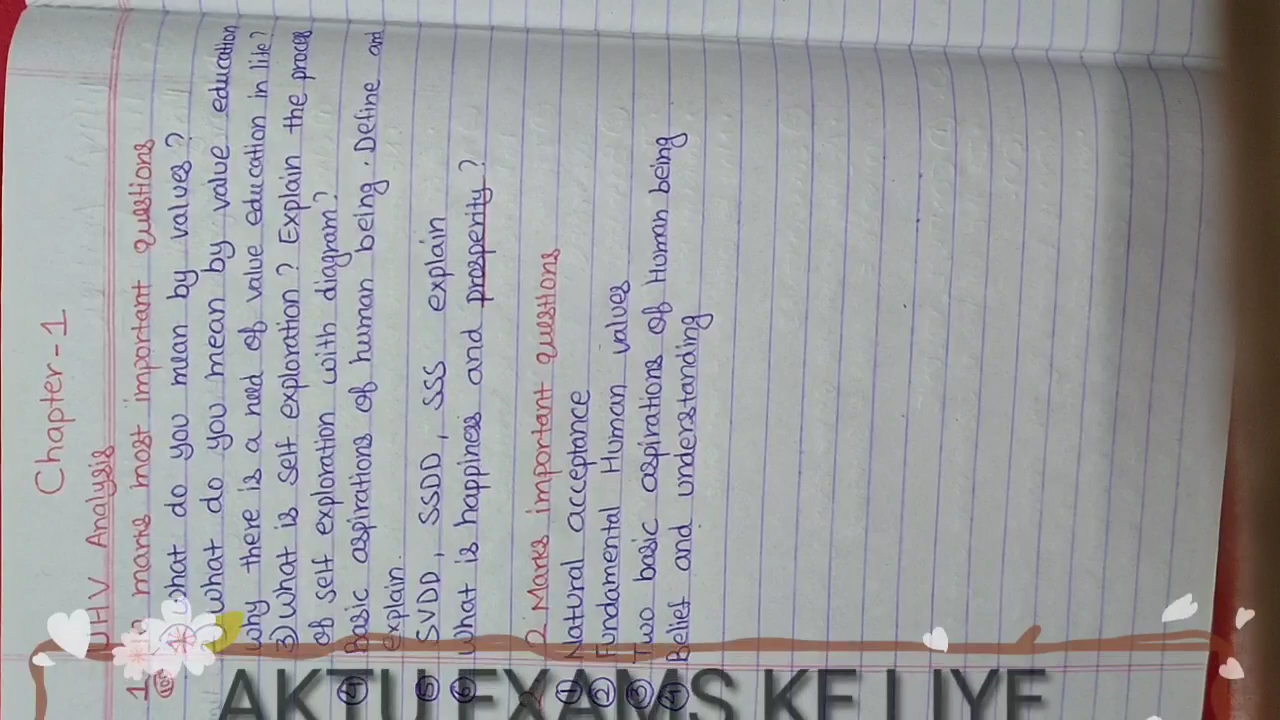 Chapter-1
UHV Analysis
marks most important questions
What do you mean by values?
What do you mean by value education
why there is a need of value education in life?
3) What is self exploration? Explain the process
of self exploration with diagram?
4 Basic aspirations of human being. Define and
explain.
5 SVDD, SSDD, SSS explain
6 What is happiness and prosperity?
2 Marks important questions
1 Natural acceptance
2 Fundamental Human values
3 Two basic aspirations of Human being
4 Belief and understanding
AKTU EXAMS KE LIYE